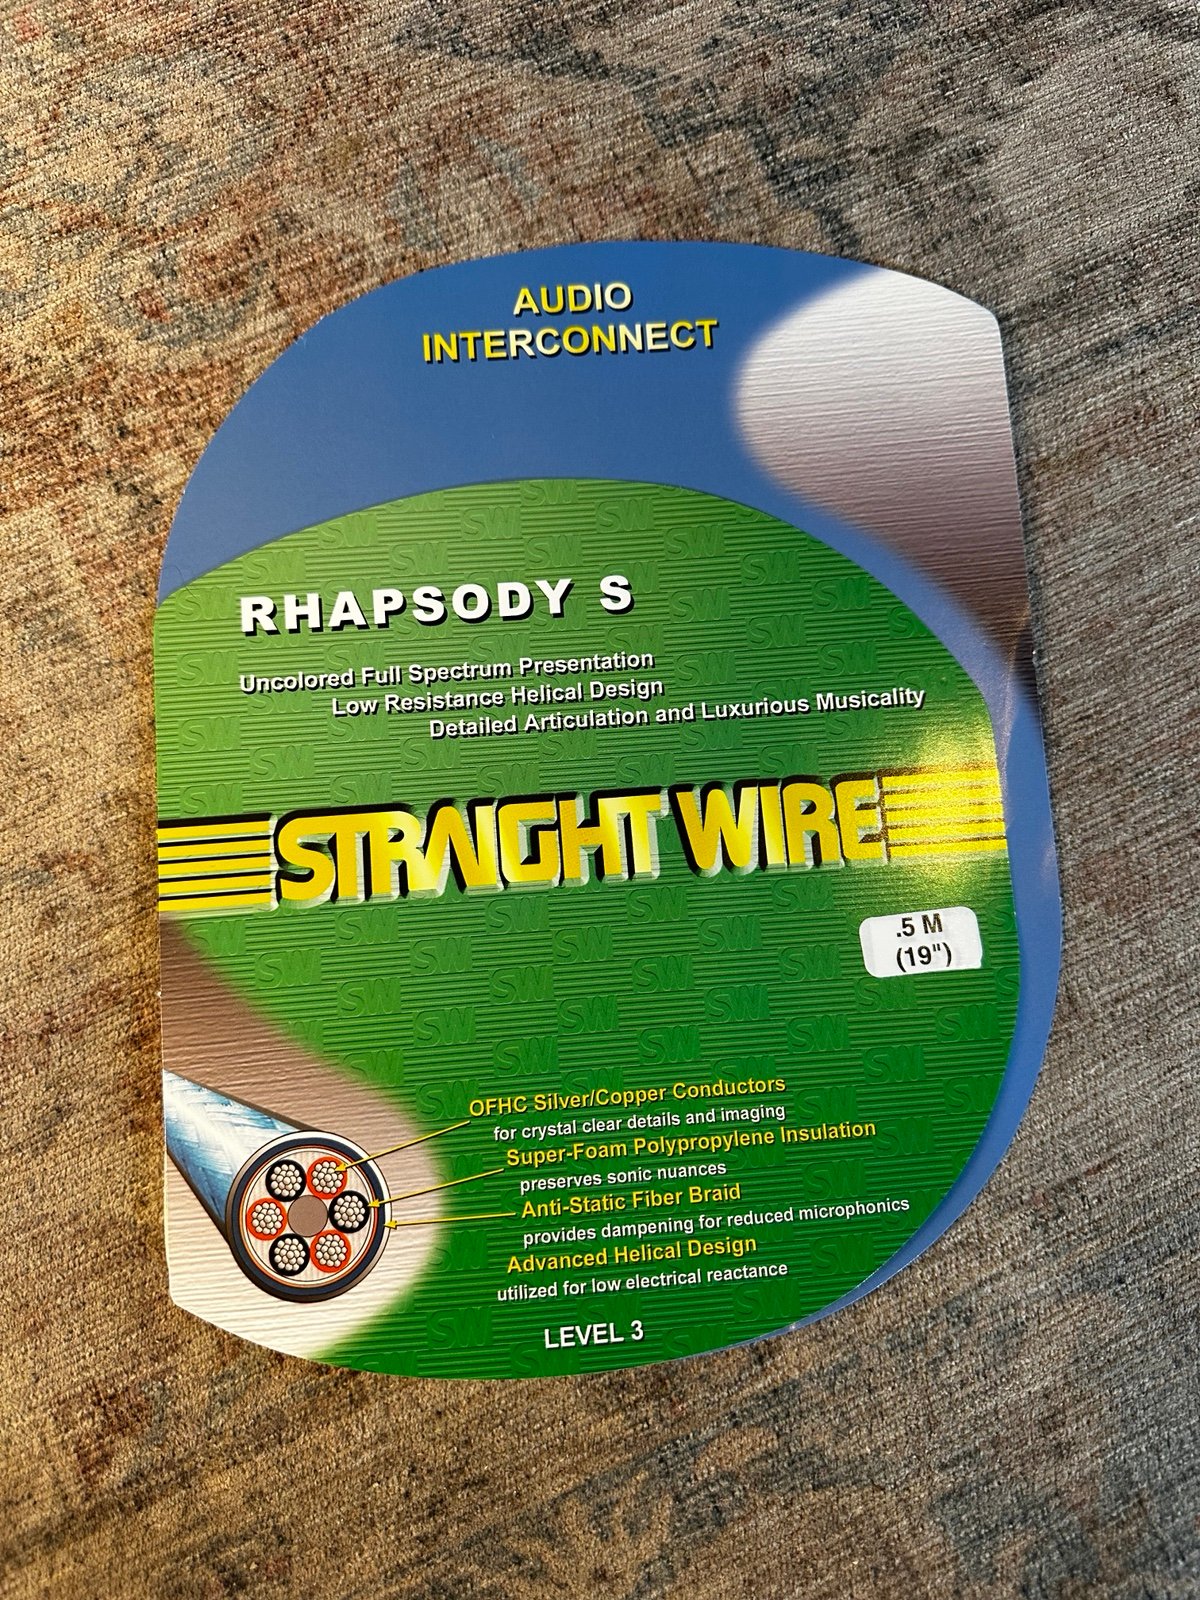 AUDIO
INTERCONNECT
RHAPSODY S
Uncolored Full Spectrum Presentation
Low Resistance Helical Design
Detailed Articulation and Luxurious Musicality
STRAIGHT WIRE
.5 M
(19")
OFHC Silver/Copper Conductors
for crystal clear details and imaging
Super-Foam Polypropylene Insulation
preserves sonic nuances
Anti-Static Fiber Braid
provides dampening for reduced microphonics
Advanced Helical Design
utilized for low electrical reactance
LEVEL 3